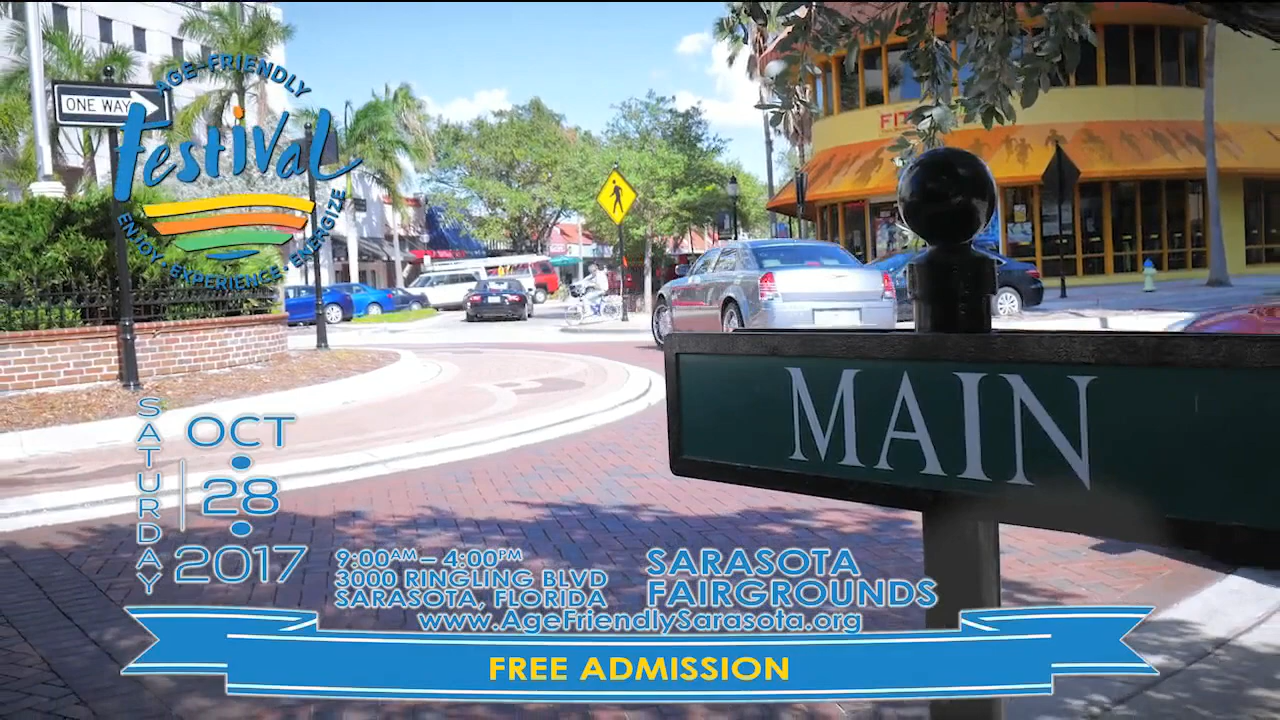 ONE WAY
AGE-FRIENDLY
Festival
ENJOY • EXPERIENCE • ENERGIZE
MAIN
SATURDAY
OCT
• 28 •
2017
9:00AM – 4:00PM
3000 RINGLING BLVD
SARASOTA, FLORIDA
SARASOTA
FAIRGROUNDS
www.AgeFriendlySarasota.org
FREE ADMISSION